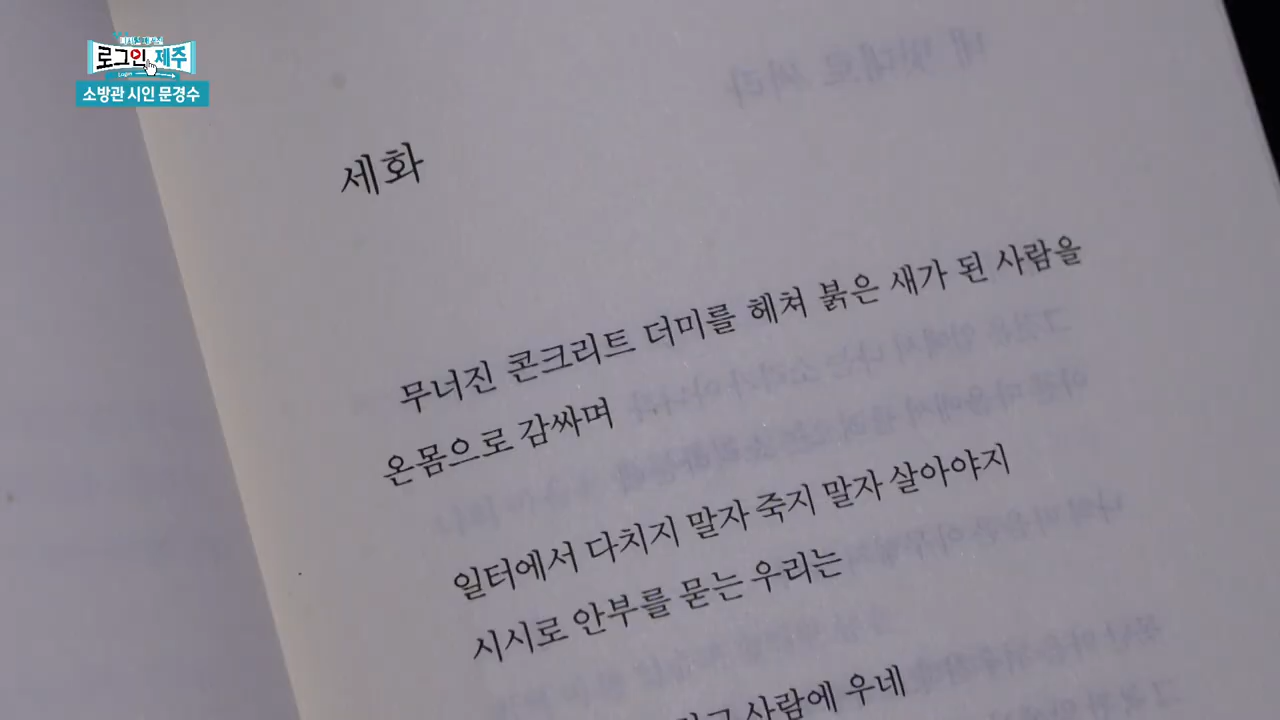 로그인 제주
Login
소방관 시인 문경수
세화
무너진 콘크리트 더미를 헤쳐 붉은 새가 된 사람을
온몸으로 감싸며
일터에서 다치지 말자 죽지 말자 살아야지
시시로 안부를 묻는 우리는
사람에 우네